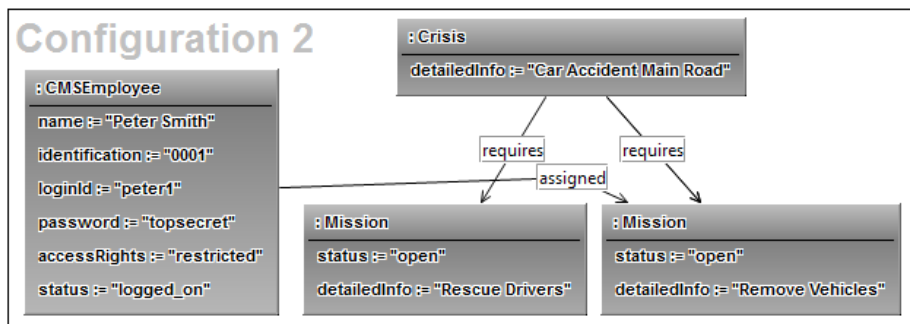 Configuration 2
: Crisis
detailedInfo := "Car Accident Main Road"
: CMSEmployee
name := "Peter Smith"
identification := "0001"
loginId := "peter1"
password := "topsecret"
accessRights := "restricted"
status := "logged_on"
requires
requires
assigned
: Mission
status := "open"
detailedInfo := "Rescue Drivers"
: Mission
status := "open"
detailedInfo := "Remove Vehicles"